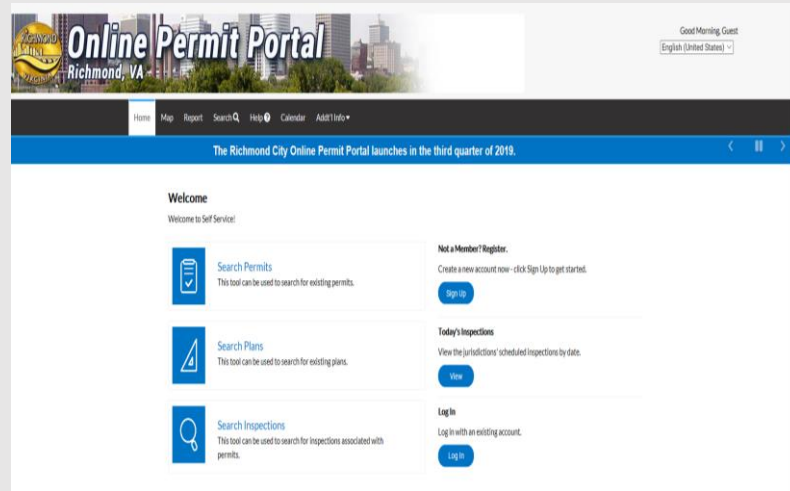 RICHMOND
VIRGINIA
Online Permit Portal
Richmond, VA
Good Morning, Guest
English (United States)
Home Map Report Search Help Calendar Addt'l Info
The Richmond City Online Permit Portal launches in the third quarter of 2019.
Welcome
Welcome to Self Service!
Search Permits
This tool can be used to search for existing permits.
Search Plans
This tool can be used to search for existing plans.
Search Inspections
This tool can be used to search for inspections associated with
permits.
Not a Member? Register.
Create a new account now - click Sign Up to get started.
Sign Up
Today's Inspections
View the jurisdictions' scheduled inspections by date.
View
Log In
Log In with an existing account.
Log In